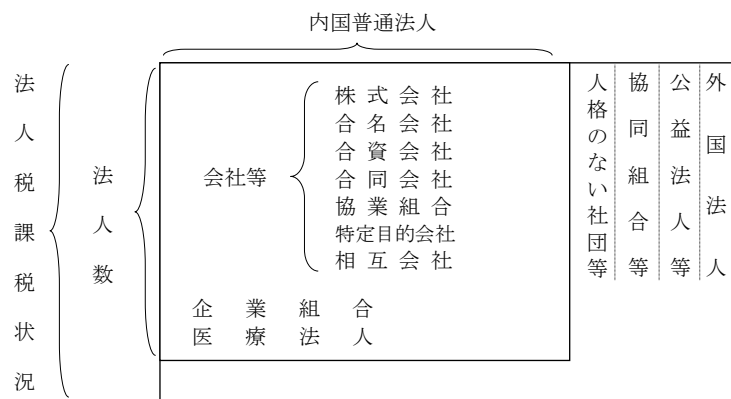 内国普通法人
法人税課税状況
法人数
会社等
株式会社
合名会社
合資会社
合同会社
協業組合
特定目的会社
相互会社
企業組合
医療法人
人格のない社団等
協同組合等
公益法人等
外国法人